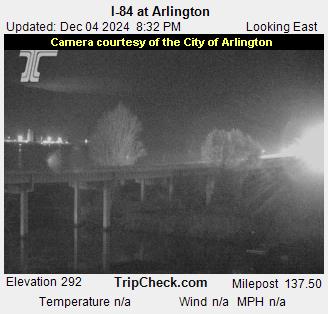 I-84 at Arlington
Updated: Dec 04 2024 8:32 PM Looking East
Camera courtesy of the City of Arlington
Elevation 292 TripCheck.com Milepost 137.50
Temperature n/a Wind n/a MPH n/a